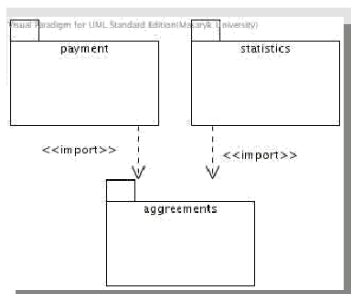 Visual Paradigm for UML Standard Edition(Masaryk University)
payment
statistics
<<import>>
<<import>>
aggreements